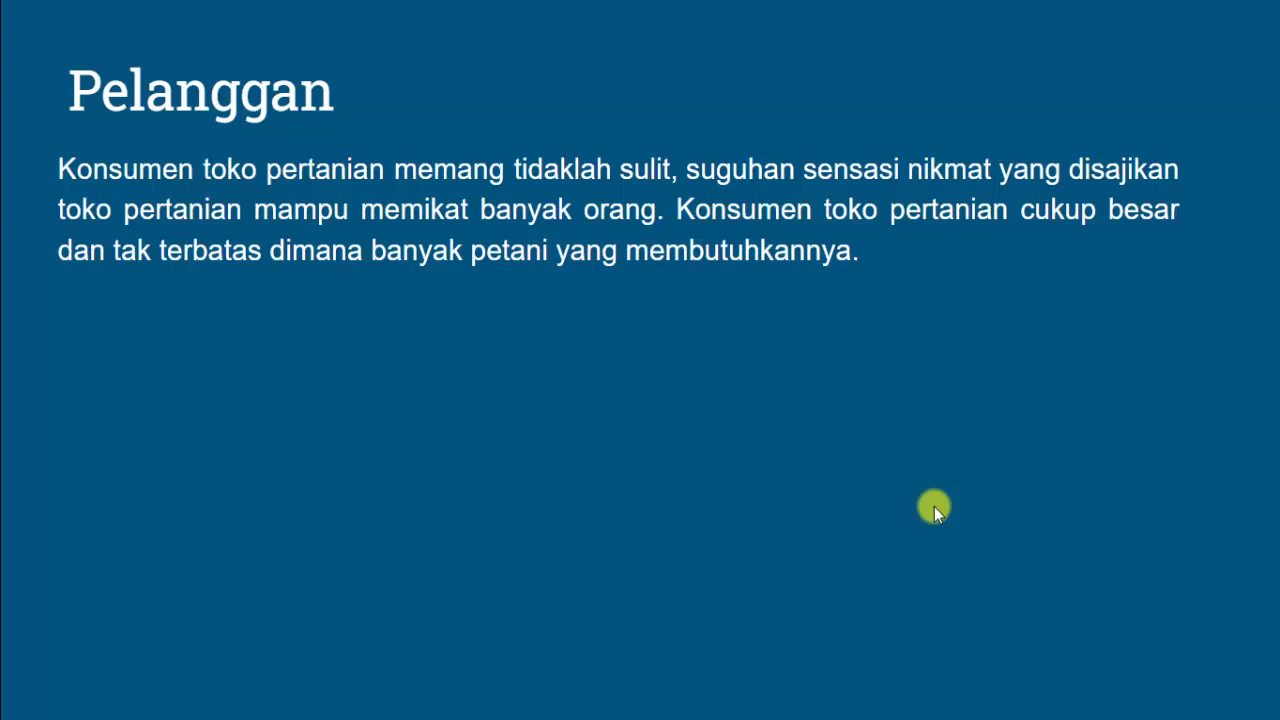 Pelanggan
Konsumen toko pertanian memang tidaklah sulit, suguhan sensasi nikmat yang disajikan
toko pertanian mampu memikat banyak orang. Konsumen toko pertanian cukup besar
dan tak terbatas dimana banyak petani yang membutuhkannya.